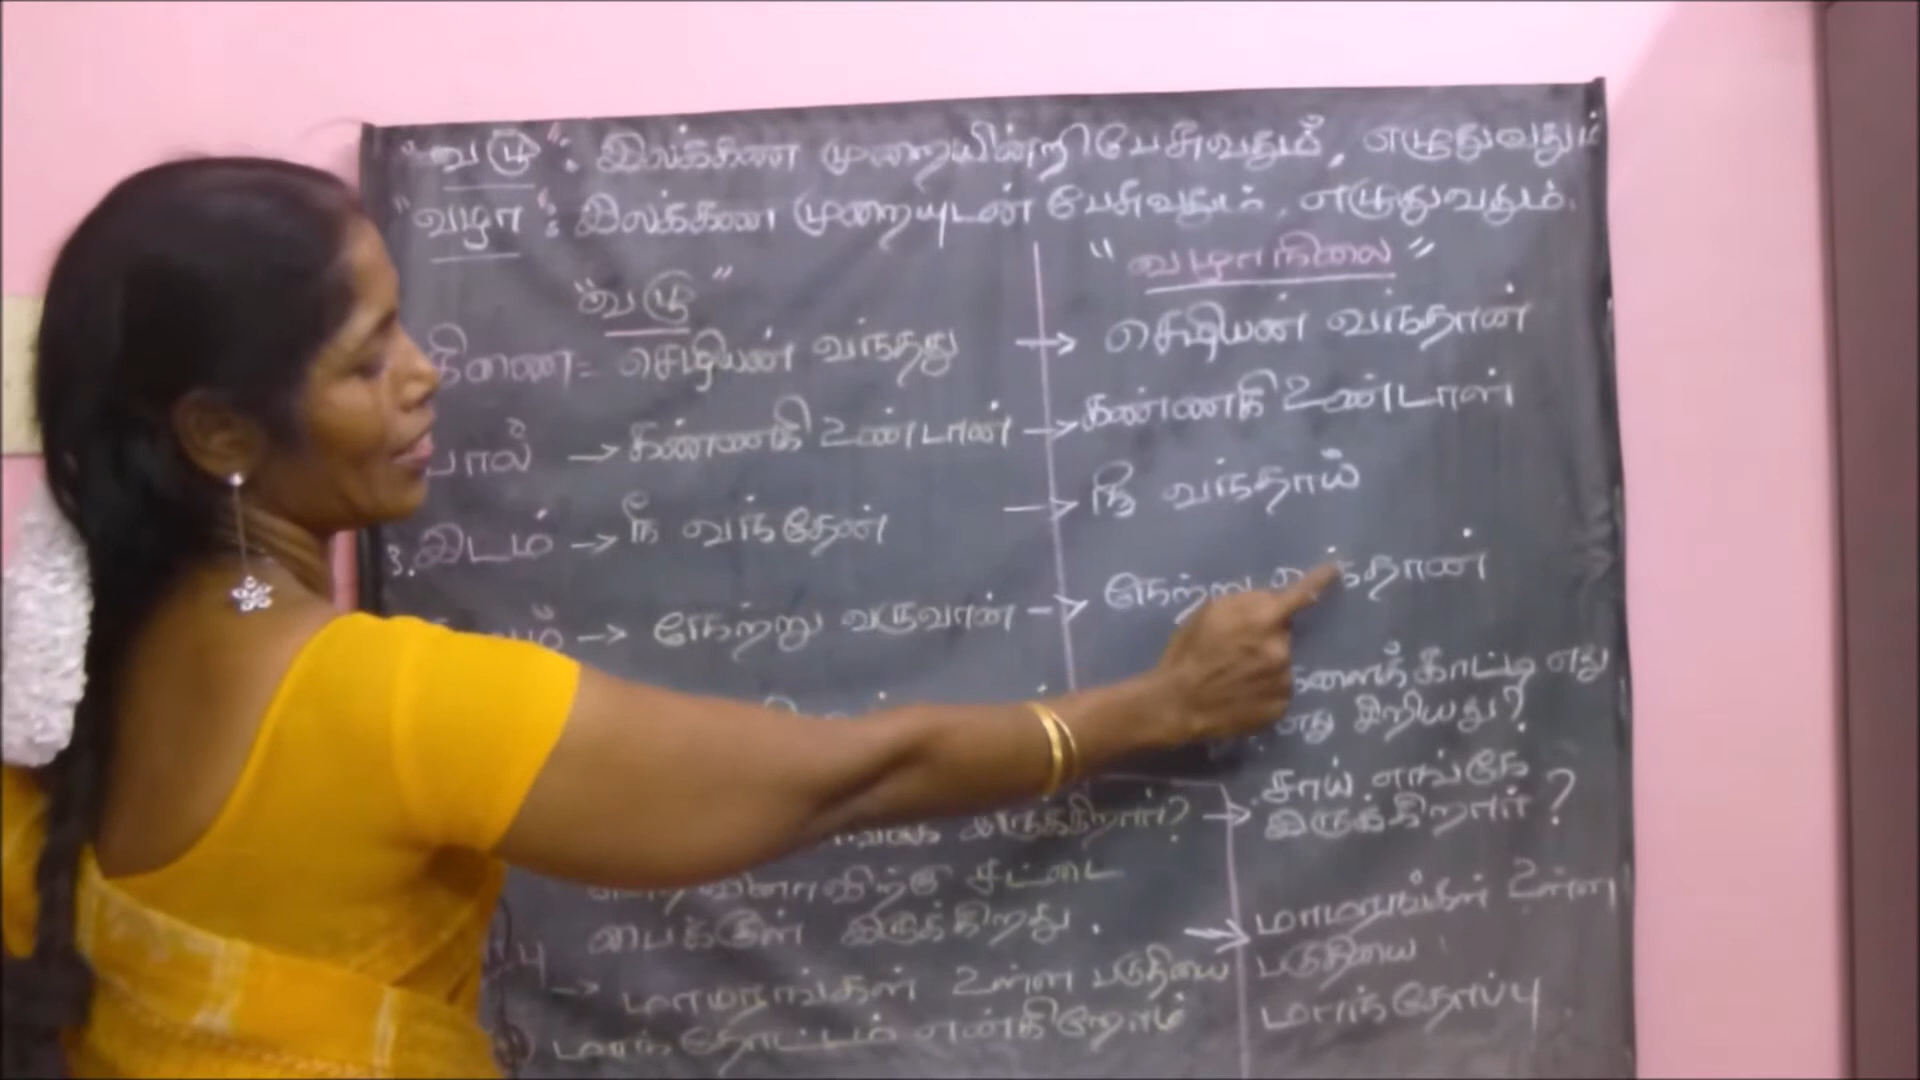 "வழு": இலக்கண முறையின்றி பேசுவதும், எழுதுவதும்
"வழா": இலக்கண முறையுடன் பேசுவதும், எழுதுவதும்.
"வழு"
"வழாநிலை"
திணை = செழியன் வந்தது → செழியன் வந்தான்
பால் → கண்ணகி உண்டான் → கண்ணகி உண்டாள்
3. இடம் → நீ வந்தேன் → நீ வந்தாய்
→ நேற்று வருவான் → நேற்று வந்தான்
காட்டி எது
எது சிறியது?
சாய் எங்கே
இருக்கிறார்? → இருக்கிறார்?
சட்டை
பைக்குள் இருக்கிறது.
→ மாமரங்கள் உள்ள பகுதியை
மாந்தோட்டம் என்கிறோம்
→ மாமரங்கள் உள்ள
பகுதியை
மாந்தோப்பு.